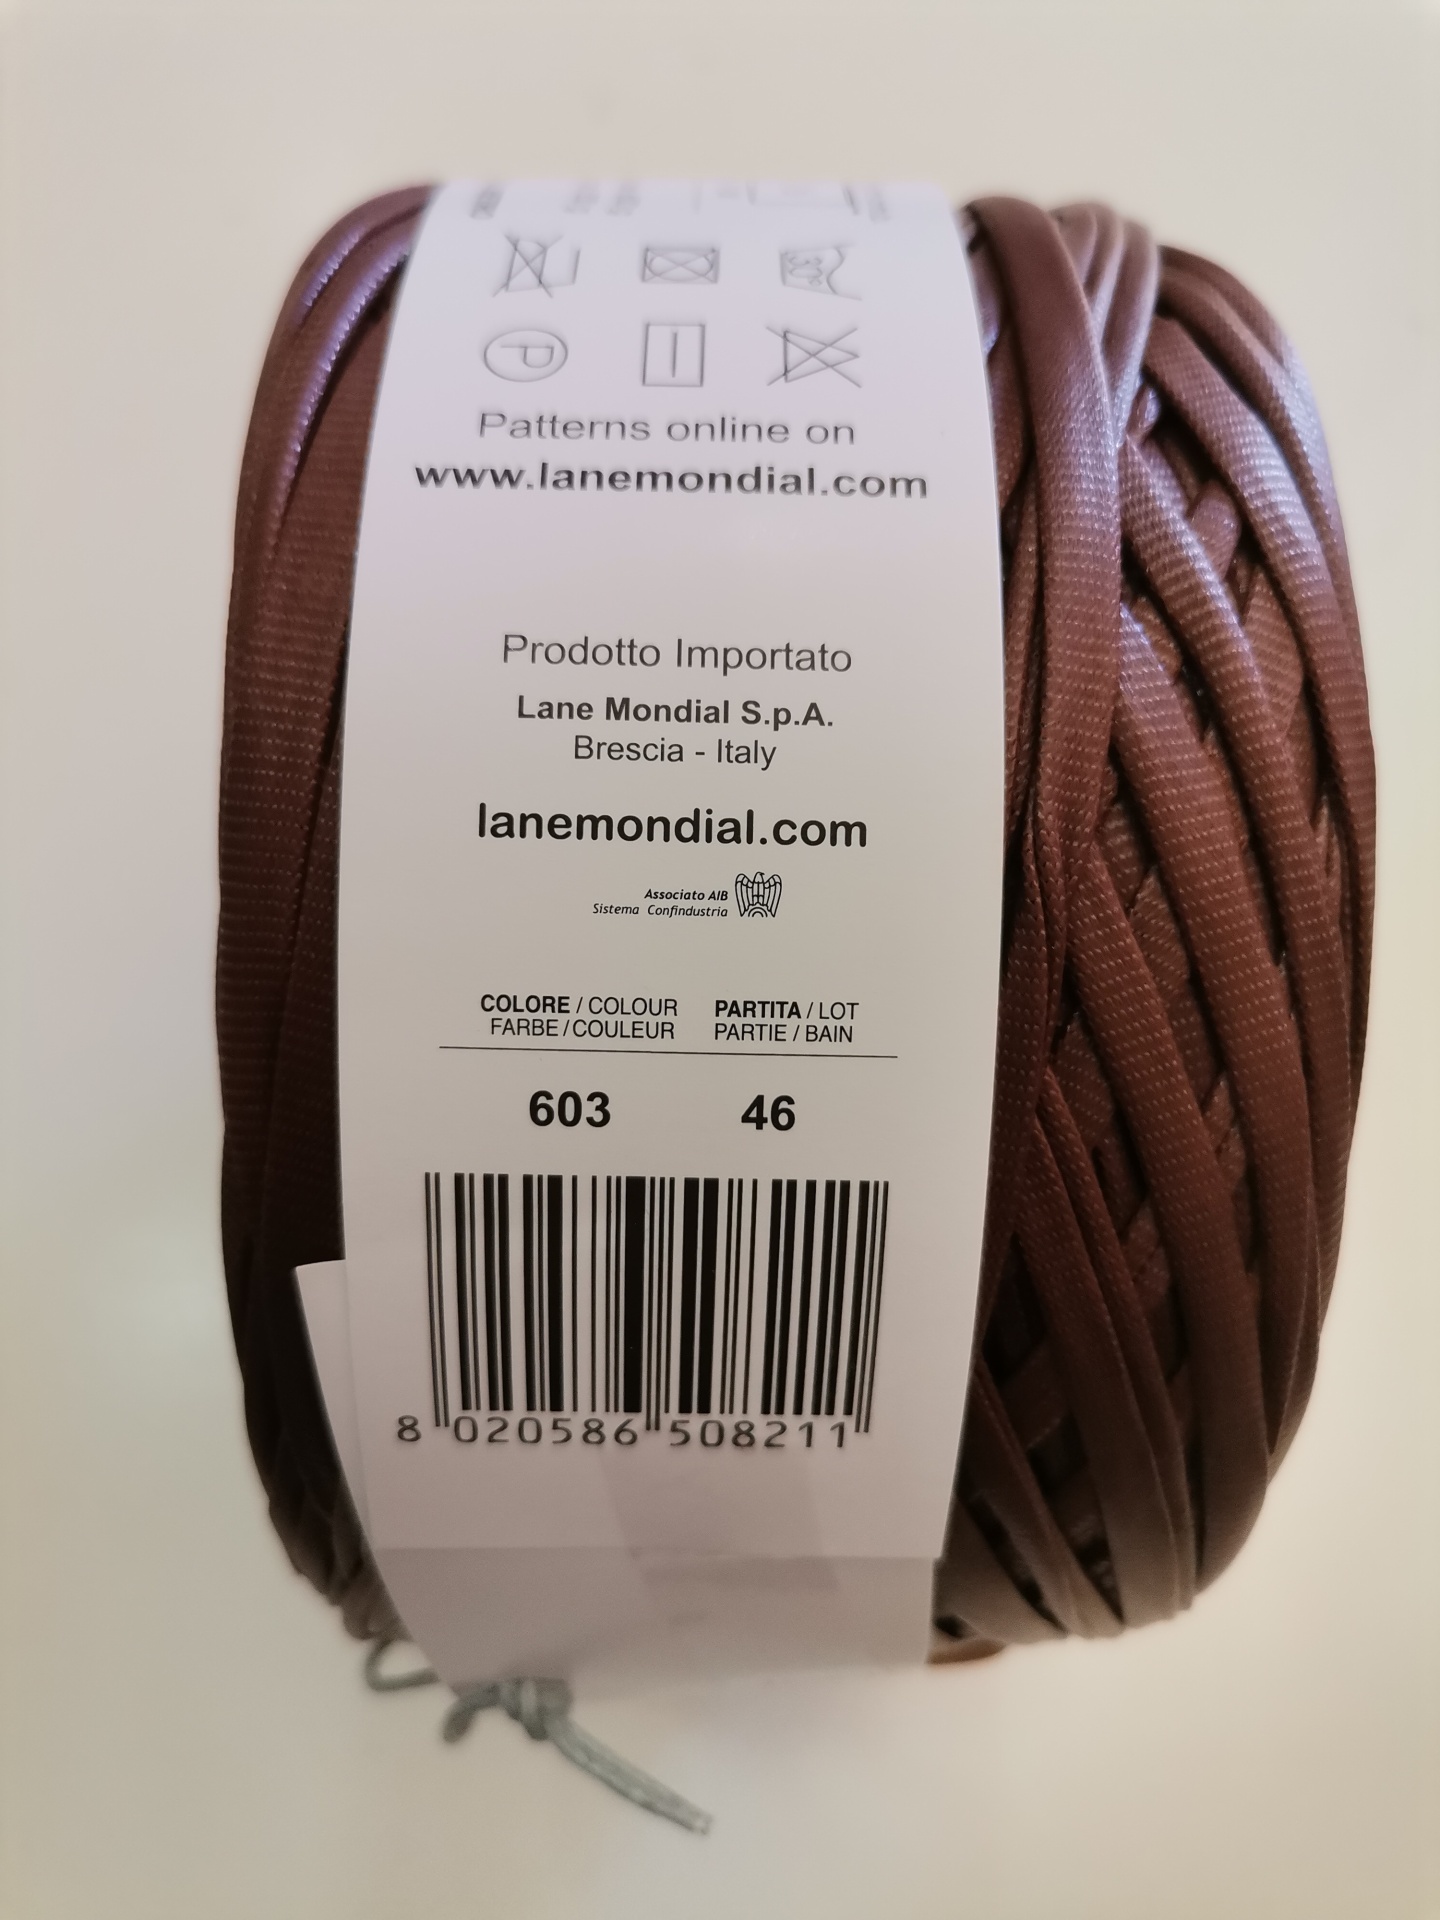 30°
P
Patterns online on
www.lanemondial.com
Prodotto Importato
Lane Mondial S.p.A.
Brescia - Italy
lanemondial.com
Associato AIB
Sistema Confindustria
COLORE / COLOUR PARTITA / LOT
FARBE / COULEUR PARTIE / BAIN
603 46
8 020586 508211